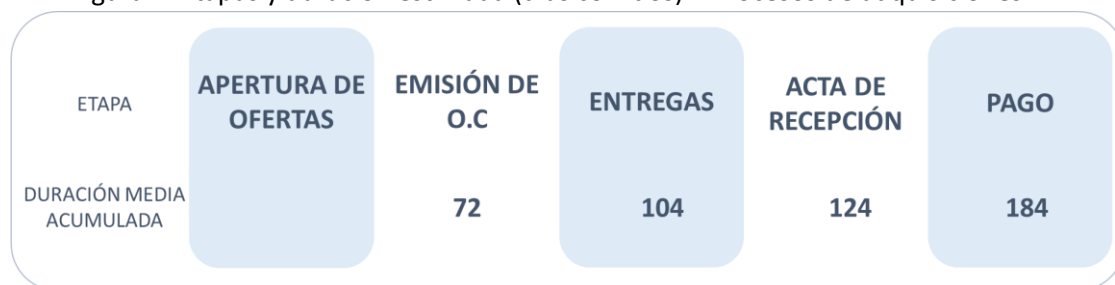 ETAPA
APERTURA DE
OFERTAS
EMISIÓN DE
O.C
ENTREGAS
ACTA DE
RECEPCIÓN
PAGO
DURACIÓN MEDIA
ACUMULADA
72
104
124
184